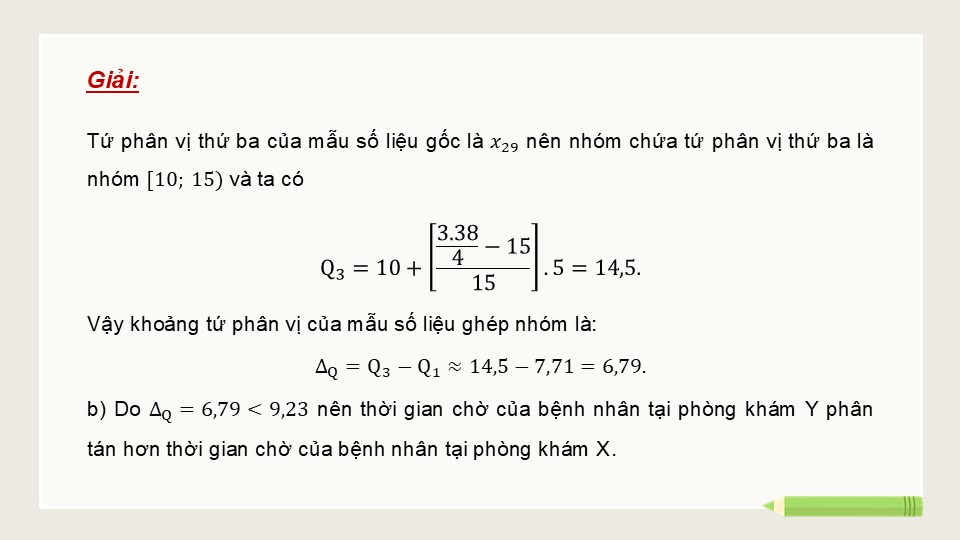 Giải:
Tứ phân vị thứ ba của mẫu số liệu gốc là 𝑥₂₉ nên nhóm chứa tứ phân vị thứ ba là
nhóm [10; 15) và ta có
Q₃ = 10 + [(3.38/4 − 15)/15] . 5 = 14,5.
Vậy khoảng tứ phân vị của mẫu số liệu ghép nhóm là:
Δ_Q = Q₃ − Q₁ ≈ 14,5 − 7,71 = 6,79.
b) Do Δ_Q = 6,79 < 9,23 nên thời gian chờ của bệnh nhân tại phòng khám Y phân
tán hơn thời gian chờ của bệnh nhân tại phòng khám X.